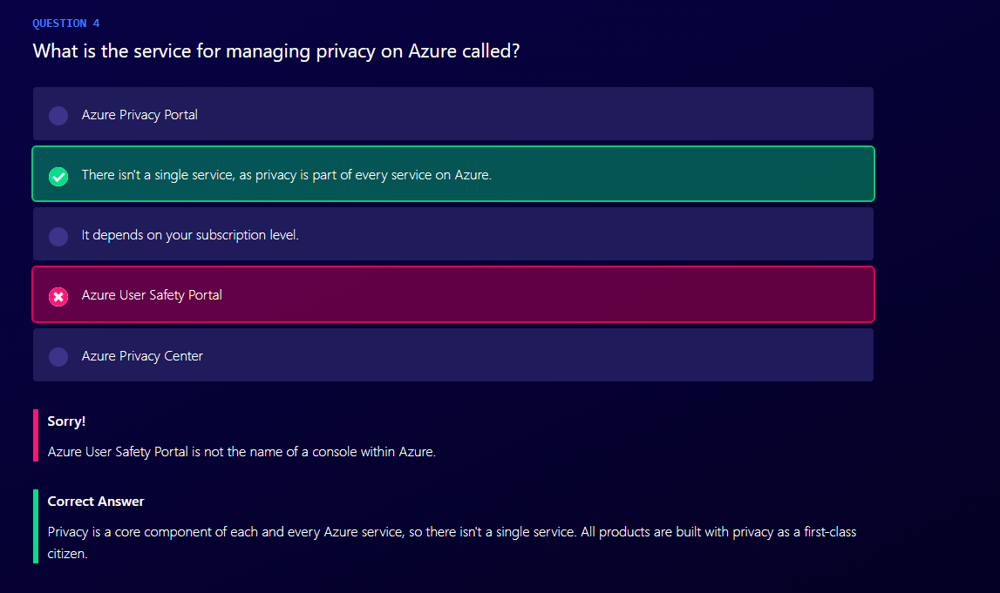 QUESTION 4
What is the service for managing privacy on Azure called?
Azure Privacy Portal
There isn't a single service, as privacy is part of every service on Azure.
It depends on your subscription level.
Azure User Safety Portal
Azure Privacy Center
Sorry!
Azure User Safety Portal is not the name of a console within Azure.
Correct Answer
Privacy is a core component of each and every Azure service, so there isn't a single service. All products are built with privacy as a first-class
citizen.